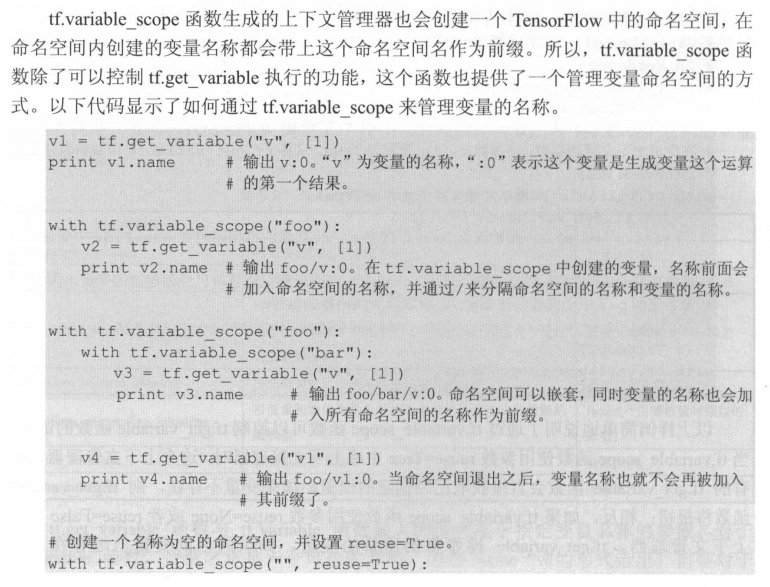 tf.variable_scope 函数生成的上下文管理器也会创建一个 TensorFlow 中的命名空间，在
命名空间内创建的变量名称都会带上这个命名空间名作为前缀。所以，tf.variable_scope 函
数除了可以控制 tf.get_variable 执行的功能，这个函数也提供了一个管理变量命名空间的方
式。以下代码显示了如何通过 tf.variable_scope 来管理变量的名称。
v1 = tf.get_variable("v", [1])
print v1.name # 输出 v:0。“v”为变量的名称，“:0”表示这个变量是生成变量这个运算
# 的第一个结果。
with tf.variable_scope("foo"):
v2 = tf.get_variable("v", [1])
print v2.name # 输出 foo/v:0。在 tf.variable_scope 中创建的变量，名称前面会
# 加入命名空间的名称，并通过/来分隔命名空间的名称和变量的名称。
with tf.variable_scope("foo"):
with tf.variable_scope("bar"):
v3 = tf.get_variable("v", [1])
print v3.name # 输出 foo/bar/v:0。命名空间可以嵌套，同时变量的名称也会加
# 入所有命名空间的名称作为前缀。
v4 = tf.get_variable("v1", [1])
print v4.name # 输出 foo/v1:0。当命名空间退出之后，变量名称也就不会再被加入
# 其前缀了。
# 创建一个名称为空的命名空间，并设置 reuse=True。
with tf.variable_scope("", reuse=True):